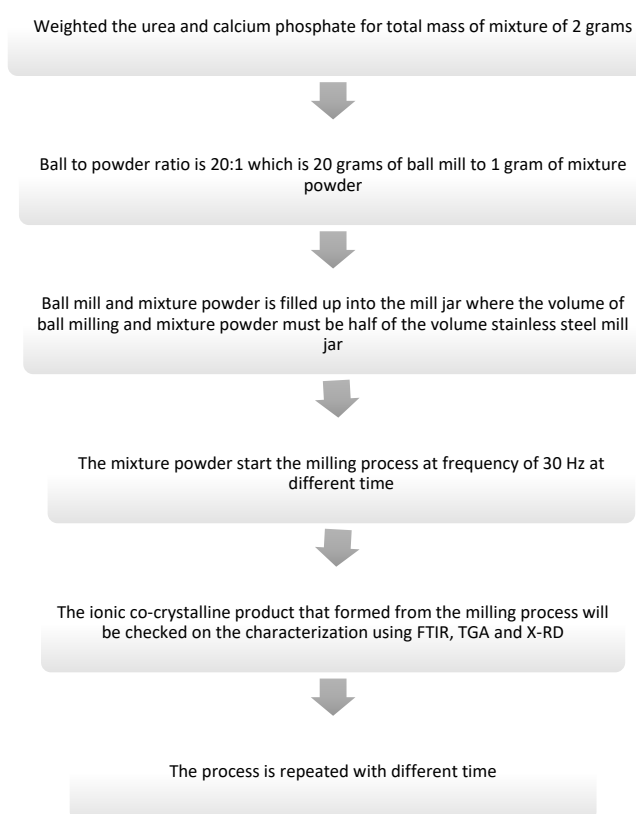 Weighted the urea and calcium phosphate for total mass of mixture of 2 grams
Ball to powder ratio is 20:1 which is 20 grams of ball mill to 1 gram of mixture
powder
Ball mill and mixture powder is filled up into the mill jar where the volume of
ball milling and mixture powder must be half of the volume stainless steel mill
jar
The mixture powder start the milling process at frequency of 30 Hz at
different time
The ionic co-crystalline product that formed from the milling process will
be checked on the characterization using FTIR, TGA and X-RD
The process is repeated with different time